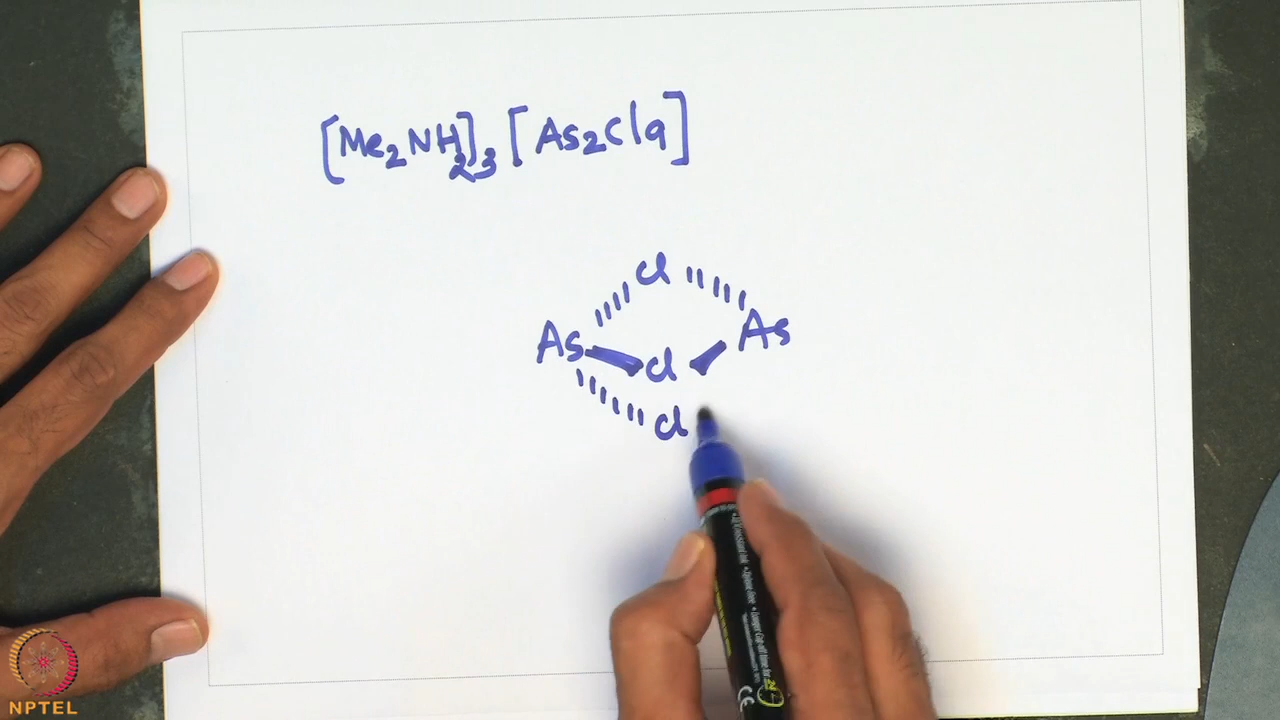 [Me₂NH₂]₃ [As₂Cl₉]
Cl
As As
Cl
Cl
NPTEL